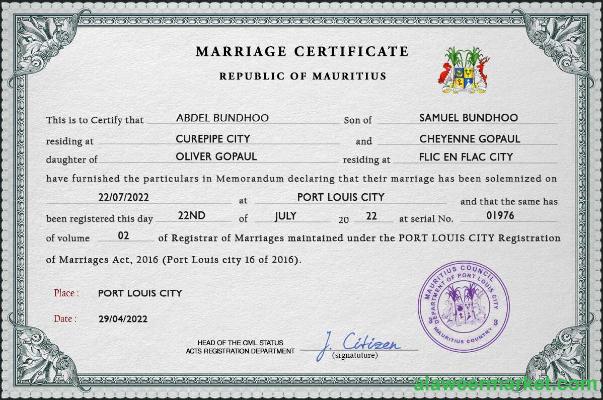 MARRIAGE CERTIFICATE
REPUBLIC OF MAURITIUS
This is to Certify that ABDEL BUNDHOO Son of SAMUEL BUNDHOO
residing at CUREPIPE CITY and CHEYENNE GOPAUL
daughter of OLIVER GOPAUL residing at FLIC EN FLAC CITY
have furnished the particulars in Memorandum declaring that their marriage has been solemnized on
22/07/2022 at PORT LOUIS CITY and that the same has
been registered this day 22ND of JULY 20 22 at serial No. 01976
of volume 02 of Registrar of Marriages maintained under the PORT LOUIS CITY Registration
of Marriages Act, 2016 (Port Louis city 16 of 2016).
Place : PORT LOUIS CITY
Date : 29/04/2022
MAURITIUS COUNCIL
DEPARTMENT OF PORT LOUIS CITY
MAURITIUS COUNTRY
HEAD OF THE CIVIL STATUS
ACTS REGISTRATION DEPARTMENT J. Citizen
(signatuture)
alaweermarket.com